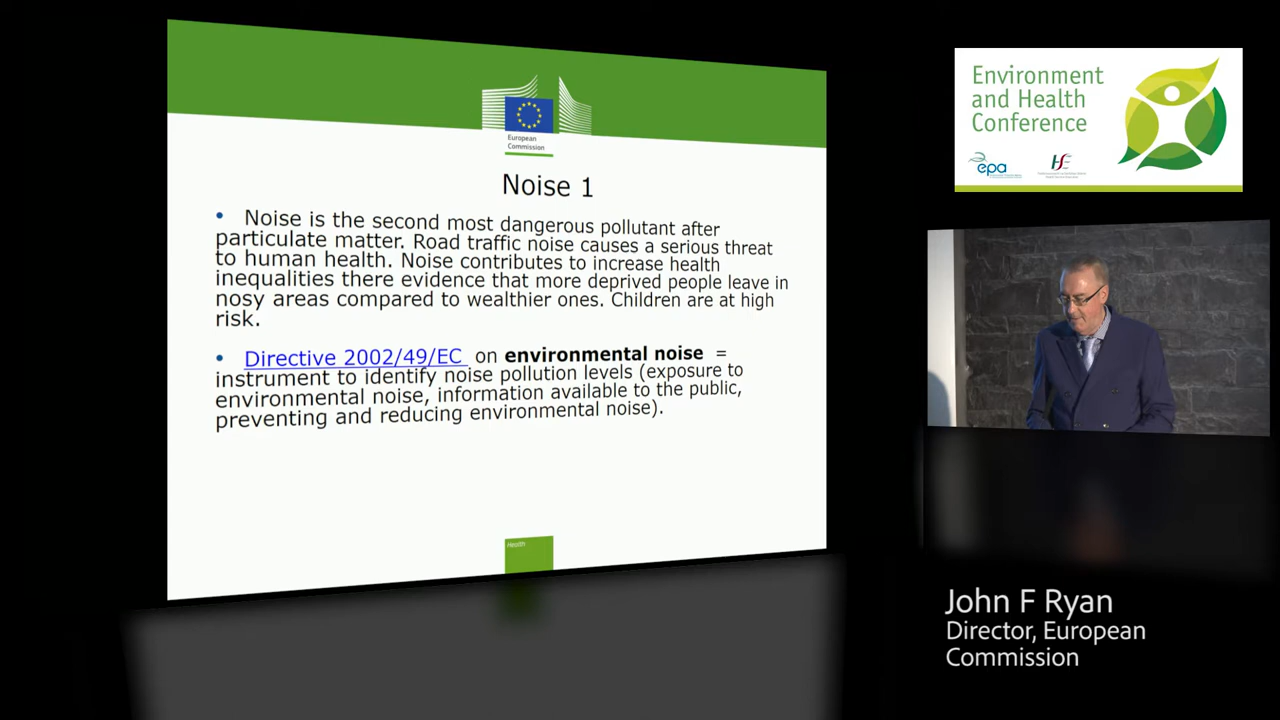 European
Commission
Noise 1
• Noise is the second most dangerous pollutant after
particulate matter. Road traffic noise causes a serious threat
to human health. Noise contributes to increase health
inequalities there evidence that more deprived people leave in
nosy areas compared to wealthier ones. Children are at high
risk.
• Directive 2002/49/EC on environmental noise =
instrument to identify noise pollution levels (exposure to
environmental noise, information available to the public,
preventing and reducing environmental noise).
Health
Environment
and Health
Conference
epa
John F Ryan
Director, European
Commission